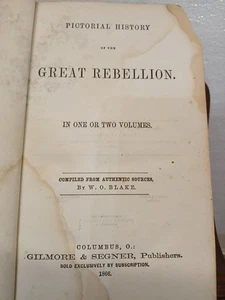 PICTORIAL HISTORY
OF THE
GREAT REBELLION.
IN ONE OR TWO VOLUMES.
COMPILED FROM AUTHENTIC SOURCES,
BY W. O. BLAKE.
COLUMBUS, O.:
GILMORE & SEGNER, Publishers.
SOLD EXCLUSIVELY BY SUBSCRIPTION.